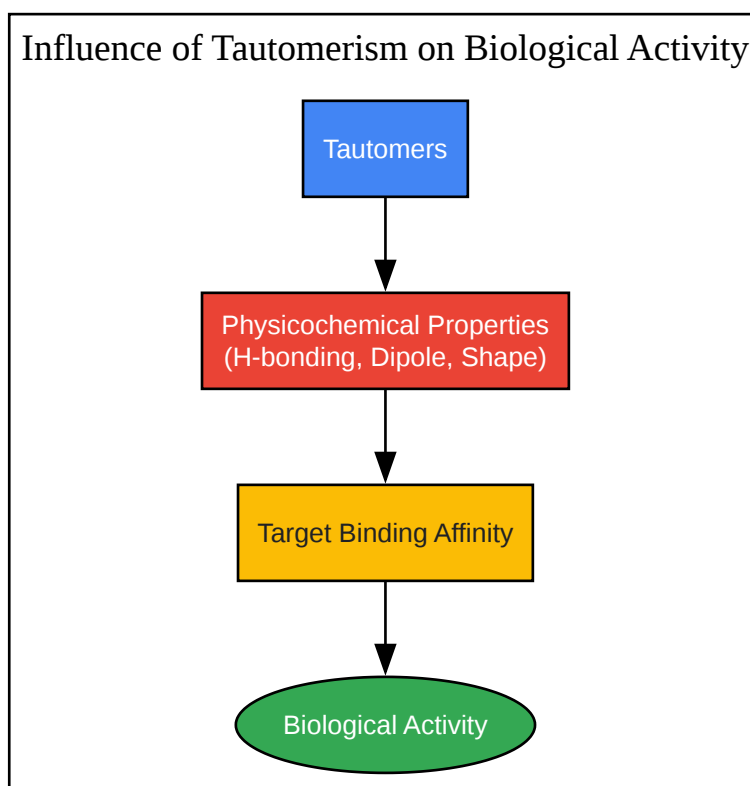 Influence of Tautomerism on Biological Activity
Tautomers
Physicochemical Properties
(H-bonding, Dipole, Shape)
Target Binding Affinity
Biological Activity